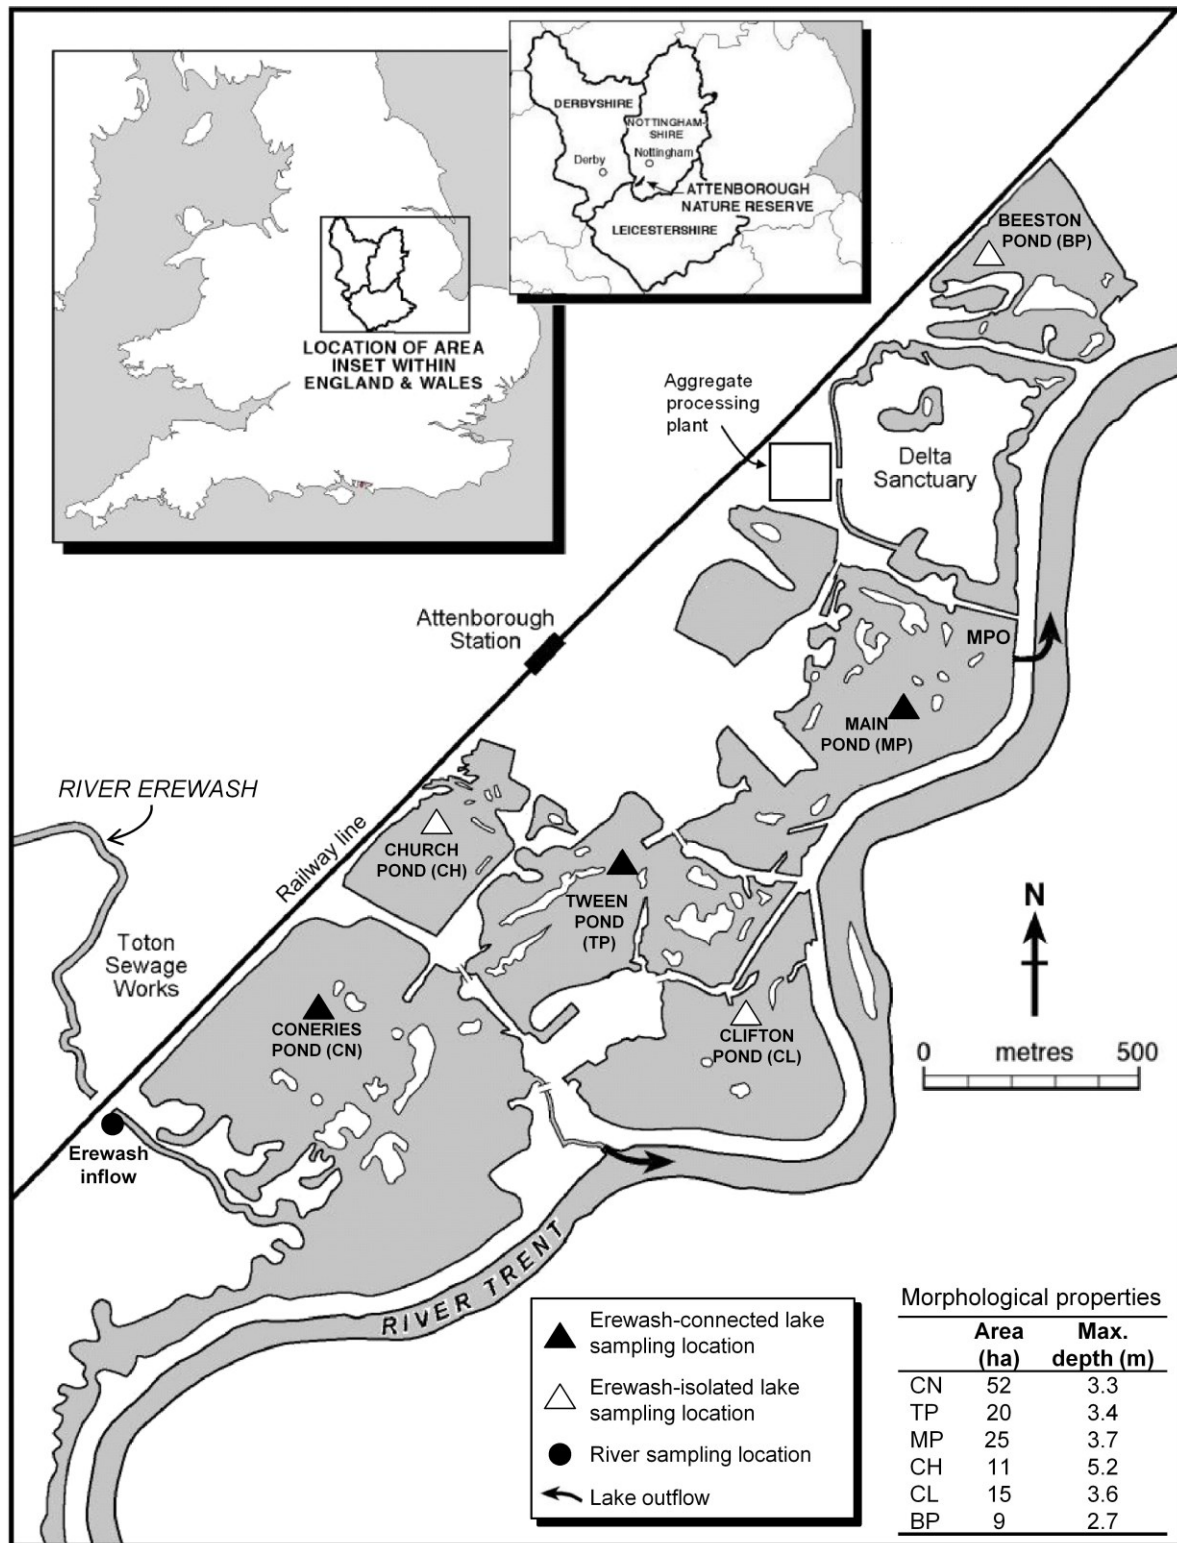 DERBYSHIRE
NOTTINGHAM-
SHIRE
Derby
Nottingham
ATTENBOROUGH
NATURE RESERVE
LEICESTERSHIRE
LOCATION OF AREA
INSET WITHIN
ENGLAND & WALES
BEESTON
POND (BP)
Aggregate
processing
plant
Delta
Sanctuary
Attenborough
Station
MPO
MAIN
POND (MP)
RIVER EREWASH
Railway line
CHURCH
POND (CH)
TWEEN
POND
(TP)
Toton
Sewage
Works
CONERIES
POND (CN)
CLIFTON
POND (CL)
N
0 metres 500
Erewash
inflow
RIVER TRENT
Erewash-connected lake
sampling location
Erewash-isolated lake
sampling location
River sampling location
Lake outflow
Morphological properties
Area Max.
(ha) depth (m)
CN 52 3.3
TP 20 3.4
MP 25 3.7
CH 11 5.2
CL 15 3.6
BP 9 2.7